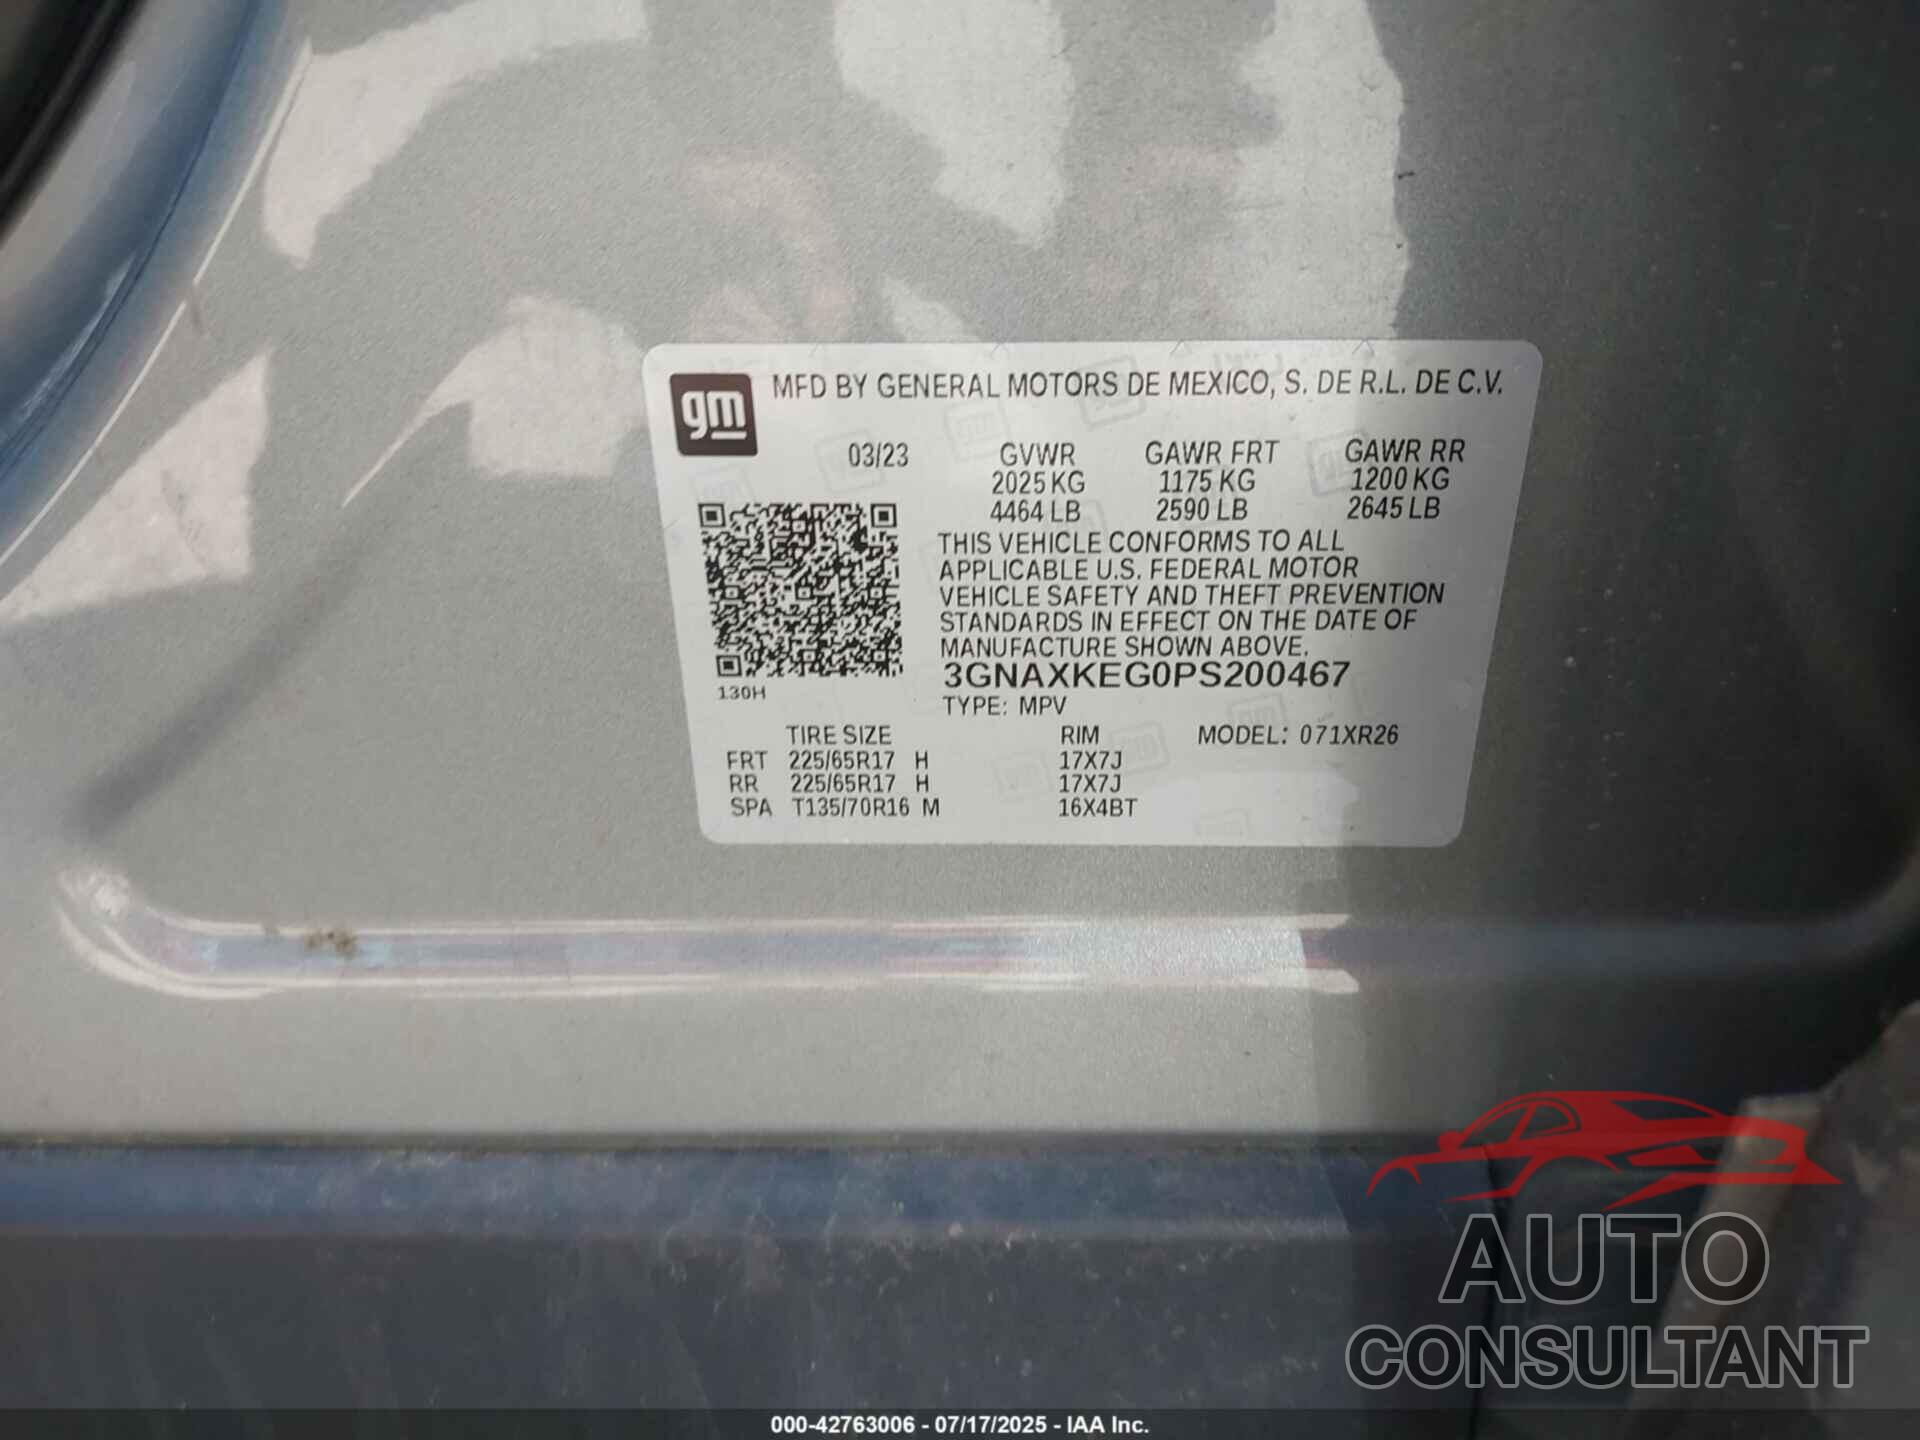 gm
MFD BY GENERAL MOTORS DE MEXICO, S. DE R.L. DE C.V.
03/23 GVWR GAWR FRT GAWR RR
2025 KG 1175 KG 1200 KG
4464 LB 2590 LB 2645 LB
THIS VEHICLE CONFORMS TO ALL
APPLICABLE U.S. FEDERAL MOTOR
VEHICLE SAFETY AND THEFT PREVENTION
STANDARDS IN EFFECT ON THE DATE OF
MANUFACTURE SHOWN ABOVE.
3GNAXKEG0PS200467
130H
TYPE: MPV
TIRE SIZE RIM MODEL: 071XR26
FRT 225/65R17 H 17X7J
RR 225/65R17 H 17X7J
SPA T135/70R16 M 16X4BT
AUTO
CONSULTANT
000-42763006 - 07/17/2025 - IAA Inc.